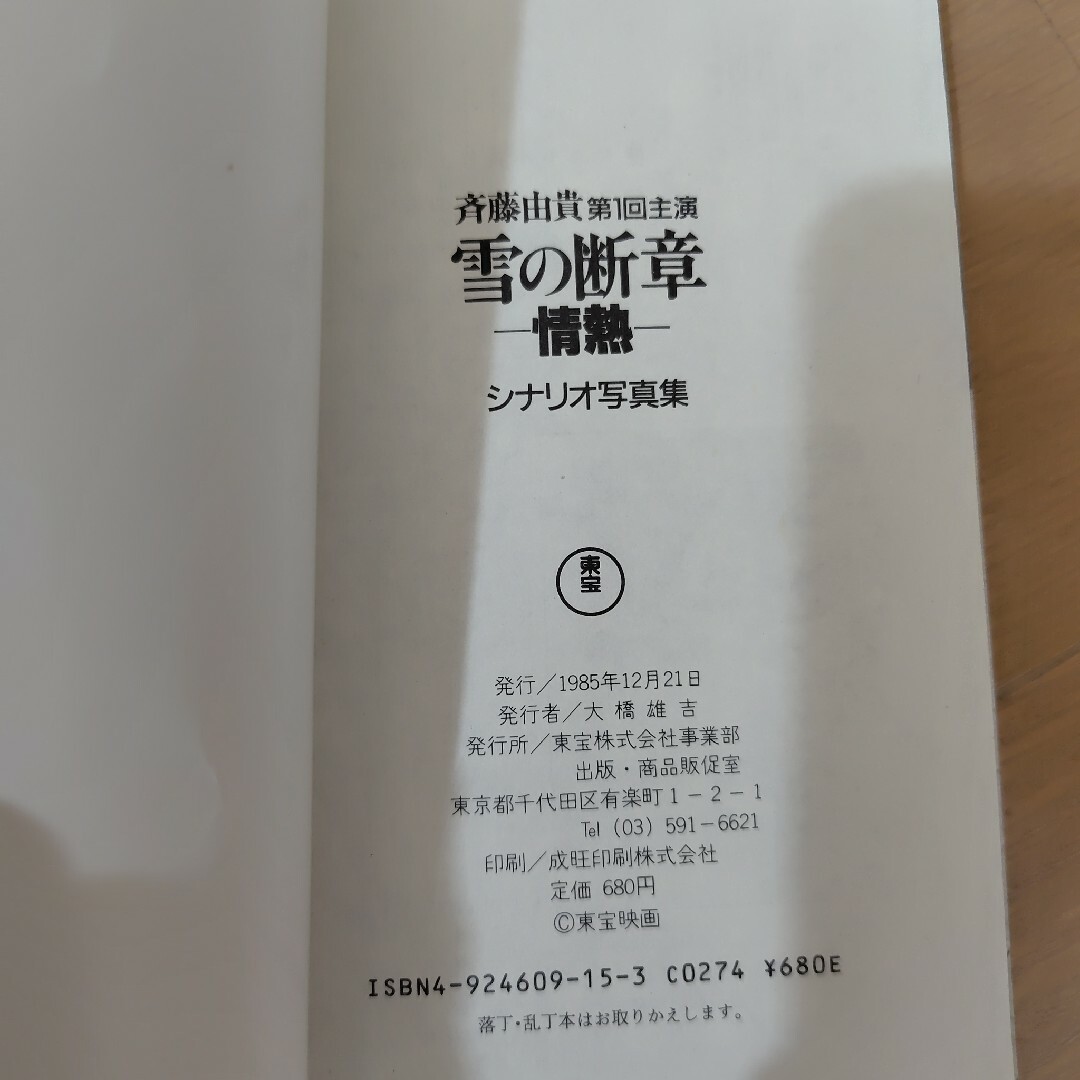 斉藤由貴第1回主演
雪の断章
—情熱—
シナリオ写真集
東宝
発行/1985年12月21日
発行者/大橋雄吉
発行所/東宝株式会社事業部
出版・商品販促室
東京都千代田区有楽町1-2-1
Tel (03) 591-6621
印刷/成旺印刷株式会社
定価 680円
©東宝映画
ISBN4-924609-15-3 C0274 ¥680E
落丁・乱丁本はお取りかえします。